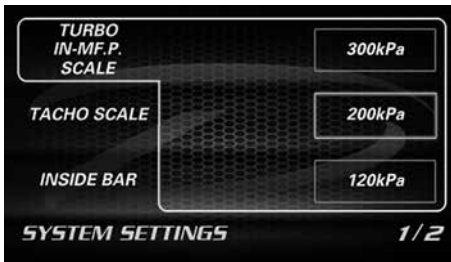 TURBO
IN-MF.P.
SCALE
300kPa
TACHO SCALE
200kPa
INSIDE BAR
120kPa
SYSTEM SETTINGS
1/2